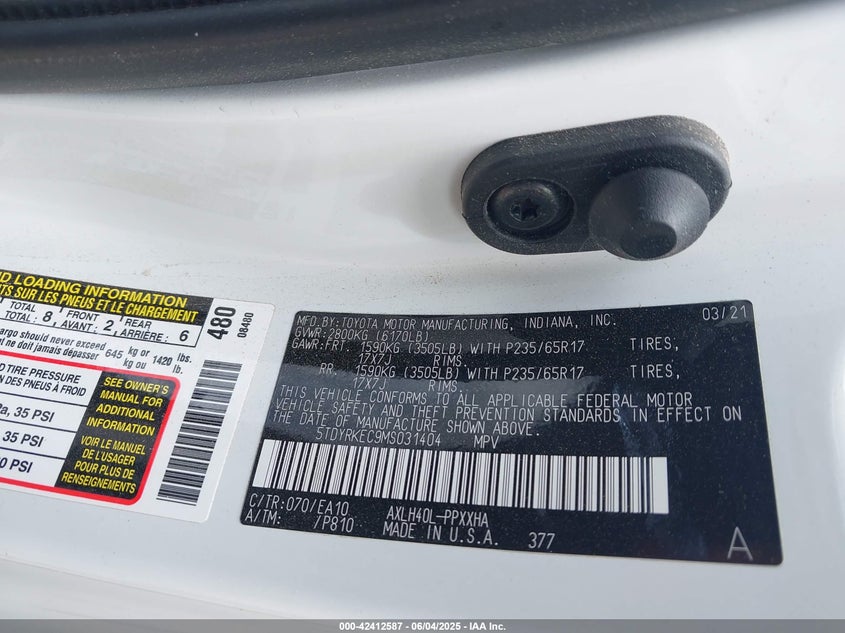 D LOADING INFORMATION
TS SUR LES PNEUS ET LE CHARGEMENT
TOTAL 8 FRONT 2 REAR 6
TOTAL: AVANT: ARRIÈRE:
480
08480
argo should never exceed 645 kg or 1420 lbs.
nt ne doit jamais dépasser kg ou lb.
D TIRE PRESSURE
ON DES PNEUS À FROID
a, 35 PSI
35 PSI
0 PSI
SEE OWNER'S
MANUAL FOR
ADDITIONAL
INFORMATION
VOIR LE MANUEL
DE L'USAGER
POUR PLUS DE
RENSEIGNEMENTS
MFD.BY: TOYOTA MOTOR MANUFACTURING, INDIANA, INC. 03/21
GVWR:2800KG (6170LB)
GAWR:FRT. 1590KG (3505LB) WITH P235/65R17 TIRES,
17X7J RIMS,
RR. 1590KG (3505LB) WITH P235/65R17 TIRES,
17X7J RIMS
THIS VEHICLE CONFORMS TO ALL APPLICABLE FEDERAL MOTOR
VEHICLE SAFETY AND THEFT PREVENTION STANDARDS IN EFFECT ON
THE DATE OF MANUFACTURE SHOWN ABOVE.
5TDYRKEC9MS031404 MPV
C/TR:070/EA10 AXLH40L-PPXXHA
A/TM: /P810 MADE IN U.S.A. 377 A
000-42412587 - 06/04/2025 - IAA Inc.